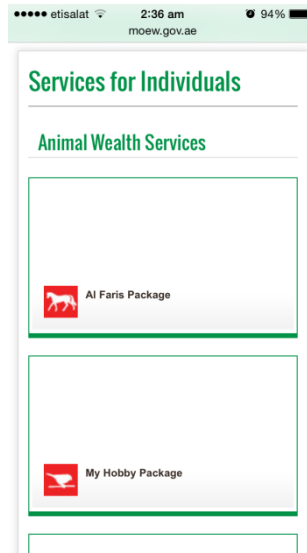 etisalat 2:36 am 94%
moew.gov.ae
Services for Individuals
Animal Wealth Services
Al Faris Package
My Hobby Package